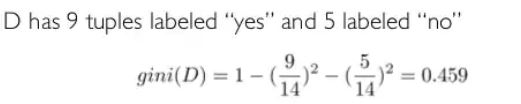 D has 9 tuples labeled “yes” and 5 labeled “no”
gini(D) = 1 − (9/14)² − (5/14)² = 0.459